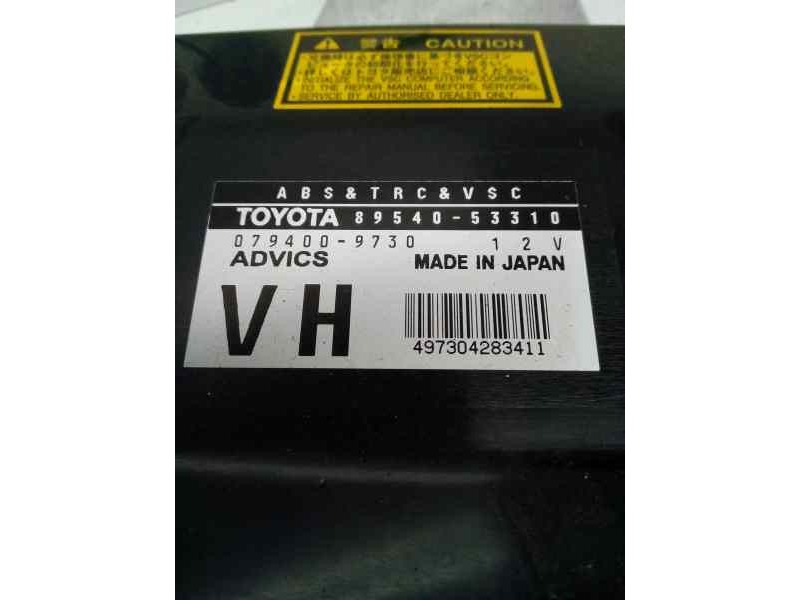 ⚠ 警告 CAUTION
INITIALIZE THE VSC COMPUTER ACCORDING
TO THE REPAIR MANUAL BEFORE SERVICING.
・SERVICE BY AUTHORISED DEALER ONLY.
ABS&TRC&VSC
TOYOTA 89540-53310
079400-9730 12V
ADVICS MADE IN JAPAN
VH
497304283411